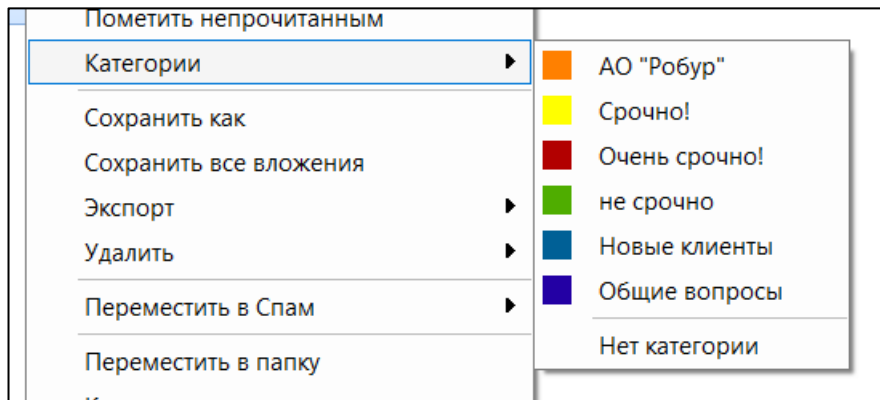 Пометить непрочитанным
Категории
Сохранить как
Сохранить все вложения
Экспорт
Удалить
Переместить в Спам
Переместить в папку
АО "Робур"
Срочно!
Очень срочно!
не срочно
Новые клиенты
Общие вопросы
Нет категории